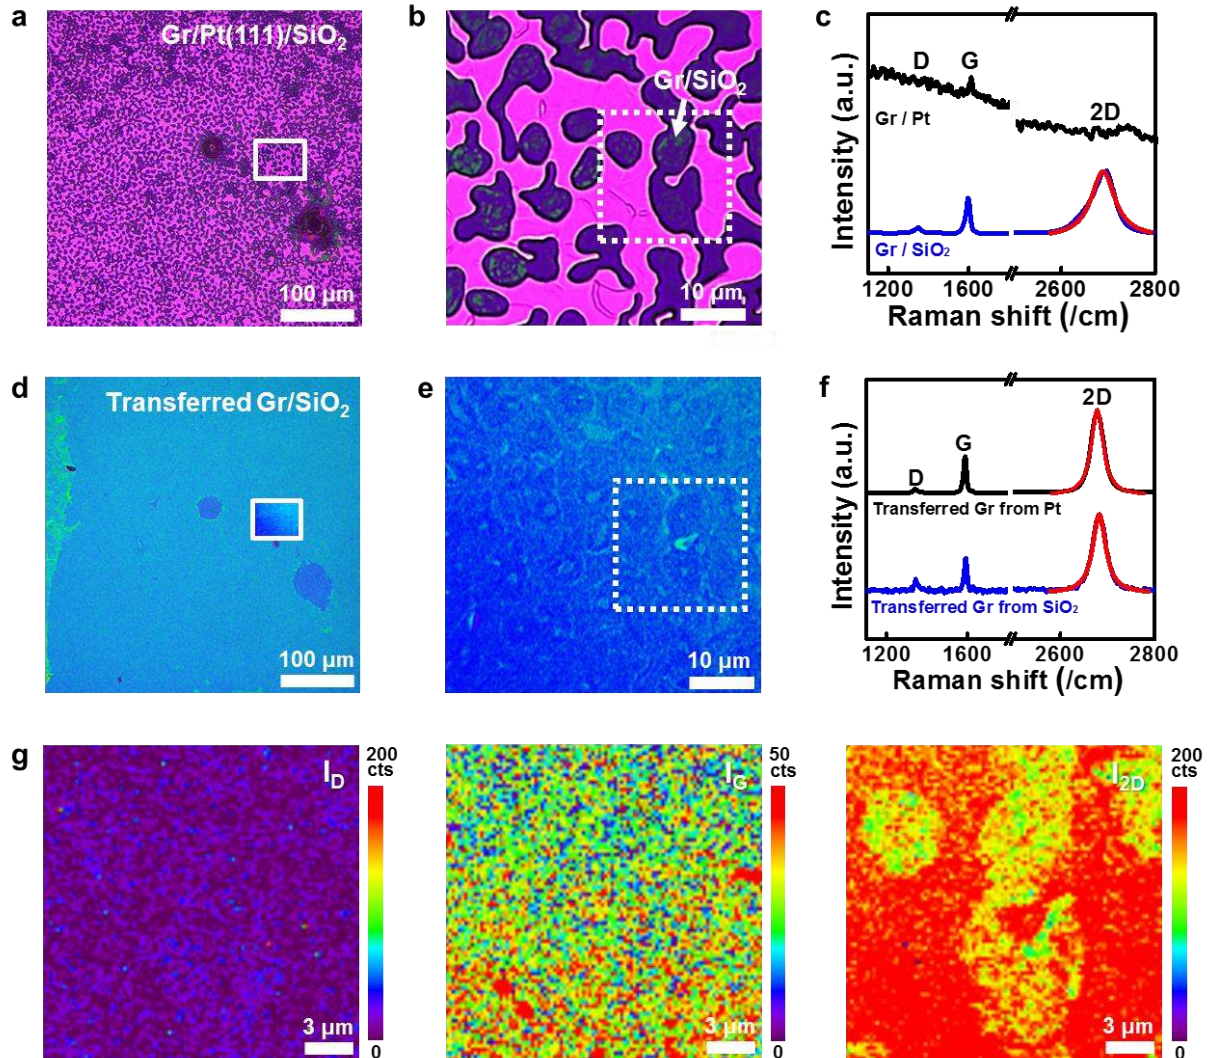 a
Gr/Pt(111)/SiO₂
100 µm
b
Gr/SiO₂
10 µm
c
Intensity (a.u.)
D
G
2D
Gr / Pt
Gr / SiO₂
1200
1600
2600
2800
Raman shift (/cm)
d
Transferred Gr/SiO₂
100 µm
e
10 µm
f
Intensity (a.u.)
D
G
2D
Transferred Gr from Pt
Transferred Gr from SiO₂
1200
1600
2600
2800
Raman shift (/cm)
g
I_D
3 µm
200
cts
0
I_G
3 µm
50
cts
0
I_2D
3 µm
200
cts
0